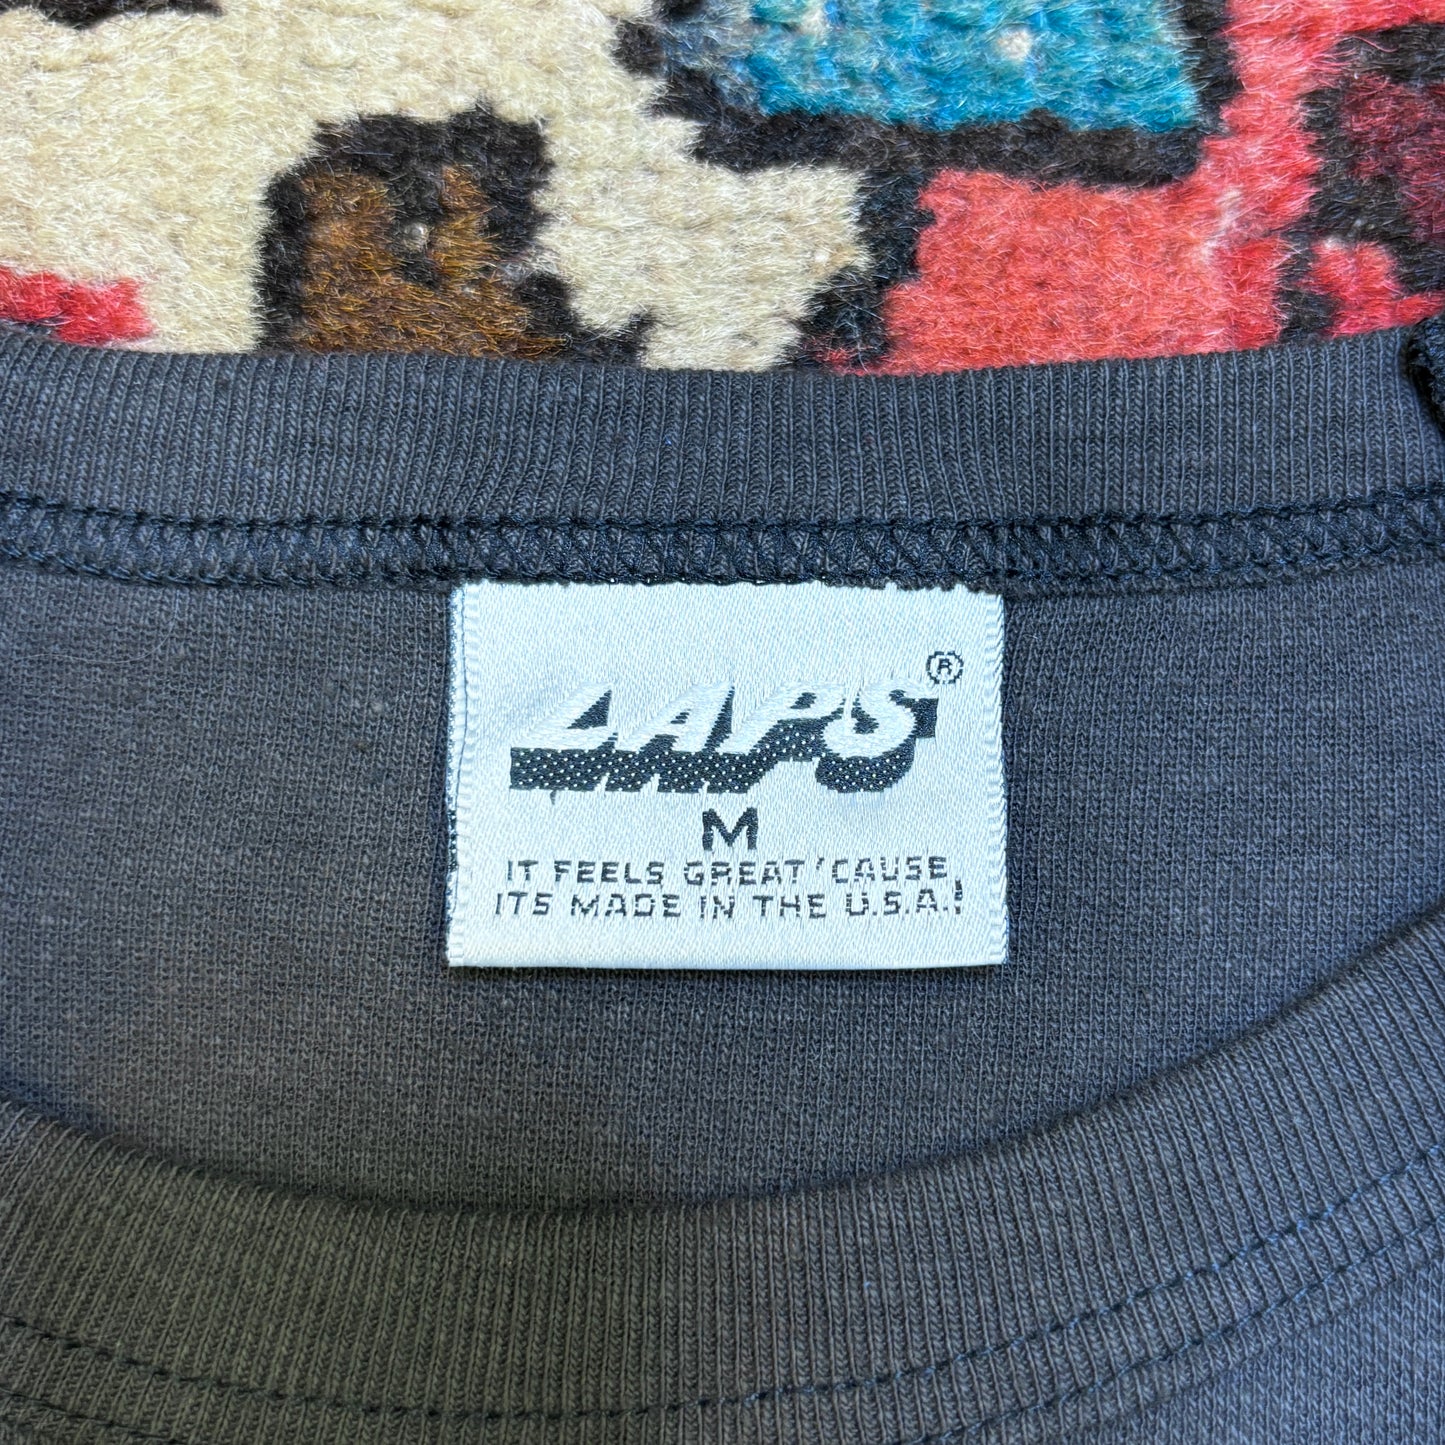 LAPS®
M
IT FEELS GREAT 'CAUSE
ITS MADE IN THE U.S.A.!